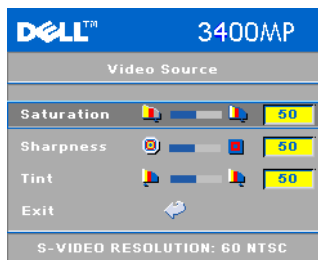 DELL™ 3400MP
Video Source
Saturation 50
Sharpness 50
Tint 50
Exit
S-VIDEO RESOLUTION: 60 NTSC